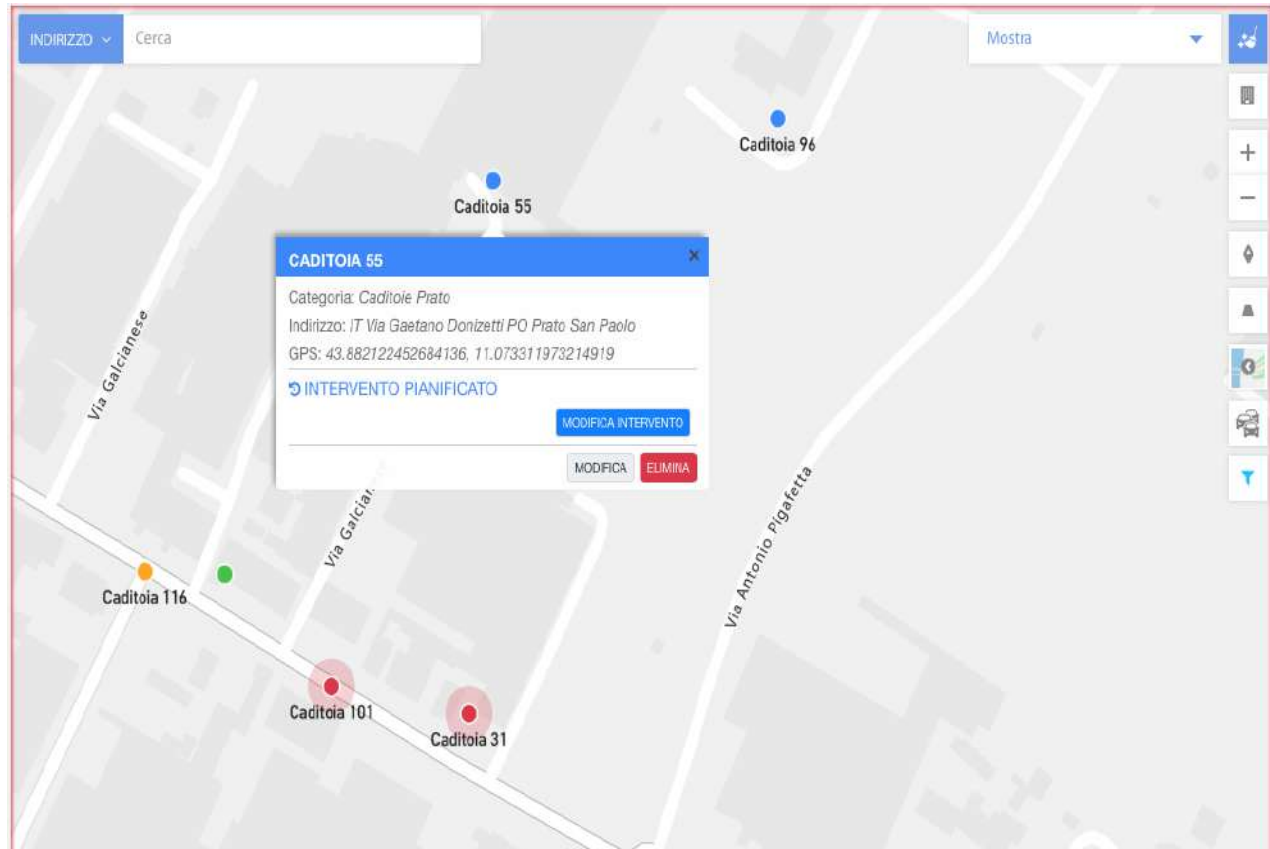 INDIRIZZO
Cerca
Mostra
Caditoia 96
Caditoia 55
CADITOIA 55
Categoria: Caditoie Prato
Indirizzo: IT Via Gaetano Donizetti PO Prato San Paolo
GPS: 43.882122452684136, 11.073311973214919
INTERVENTO PIANIFICATO
MODIFICA INTERVENTO
MODIFICA ELIMINA
Via Galcianese
Via Galcian
Via Antonio Pigafetta
Caditoia 116
Caditoia 101
Caditoia 31